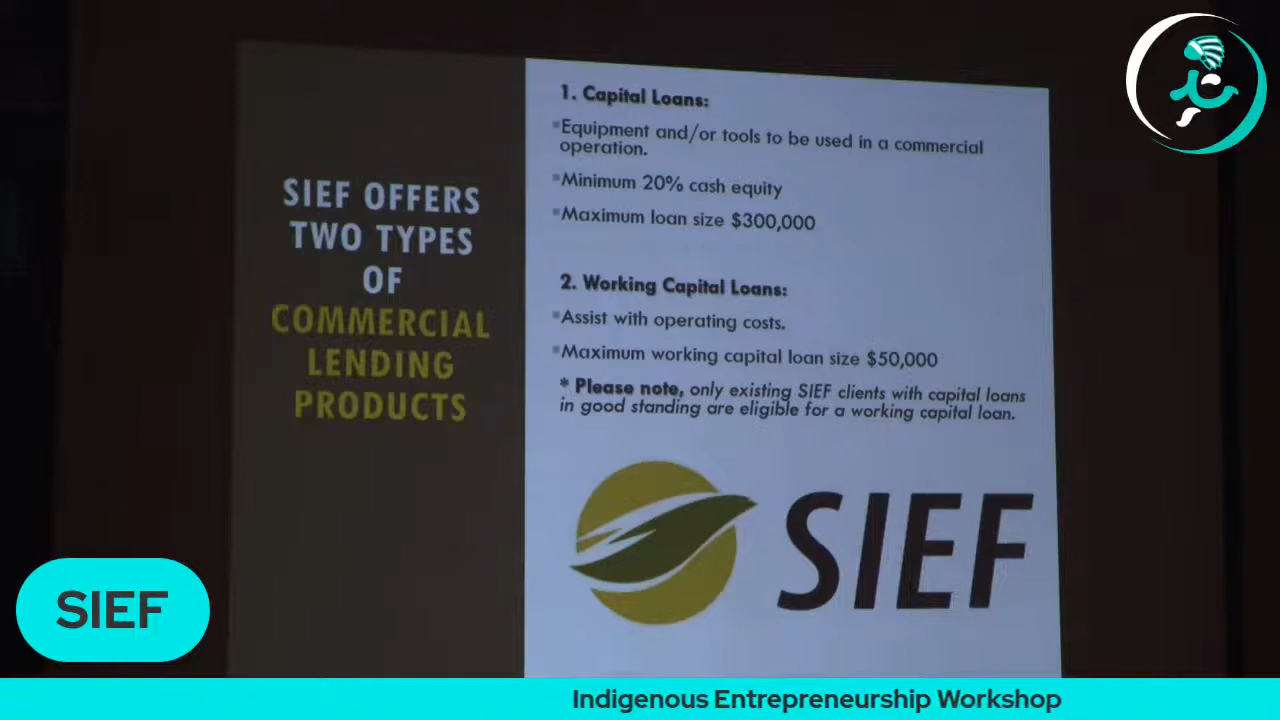 SIEF OFFERS
TWO TYPES
OF
COMMERCIAL
LENDING
PRODUCTS
1. Capital Loans:
▪Equipment and/or tools to be used in a commercial
operation.
▪Minimum 20% cash equity
▪Maximum loan size $300,000
2. Working Capital Loans:
▪Assist with operating costs.
▪Maximum working capital loan size $50,000
* Please note, only existing SIEF clients with capital loans
in good standing are eligible for a working capital loan.
SIEF
SIEF
Indigenous Entrepreneurship Workshop